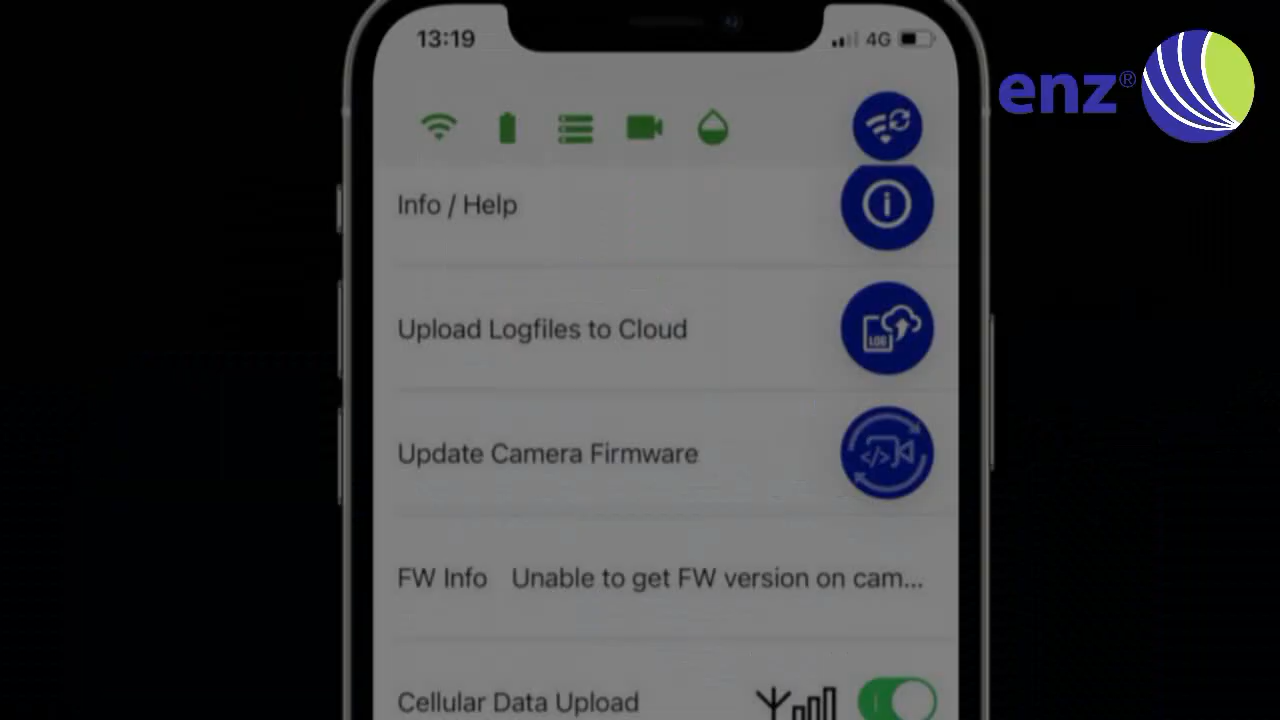 13:19
4G
enz®
Info / Help
Upload Logfiles to Cloud
LOG
Update Camera Firmware
</>
FW Info Unable to get FW version on cam...
Cellular Data Upload